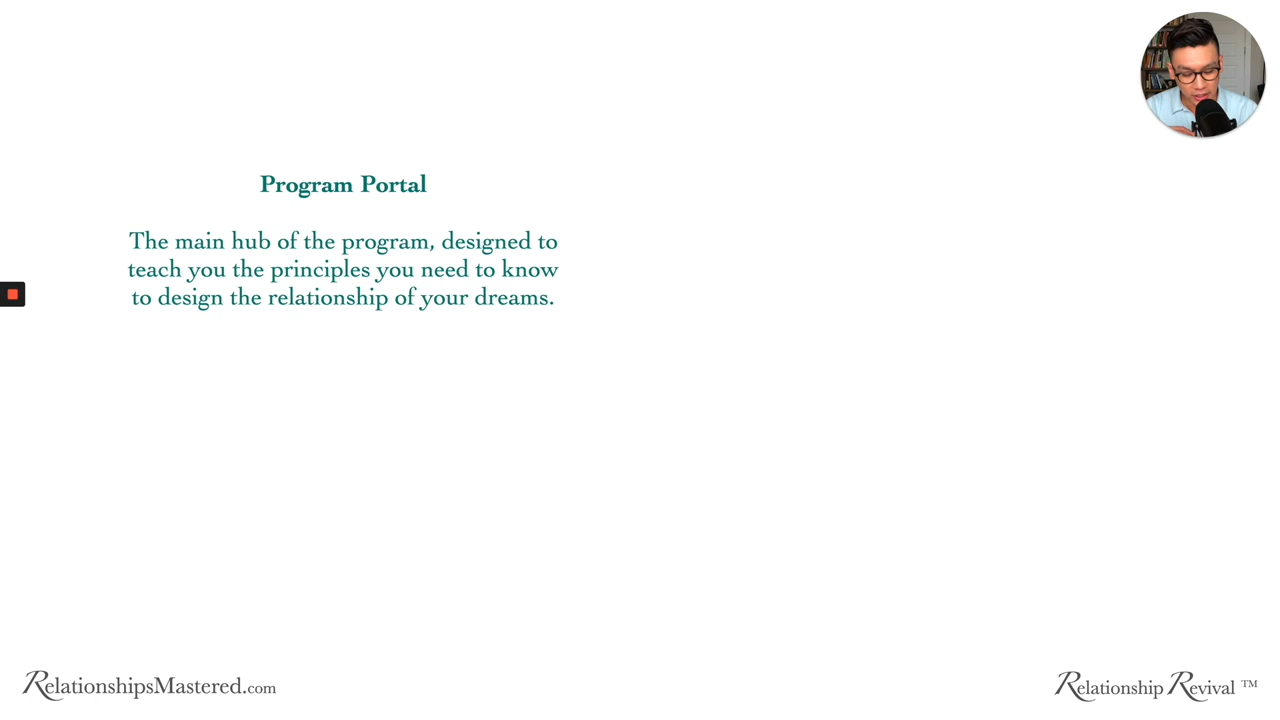 Program Portal
The main hub of the program, designed to
teach you the principles you need to know
to design the relationship of your dreams.
RelationshipsMastered.com
Relationship Revival ™